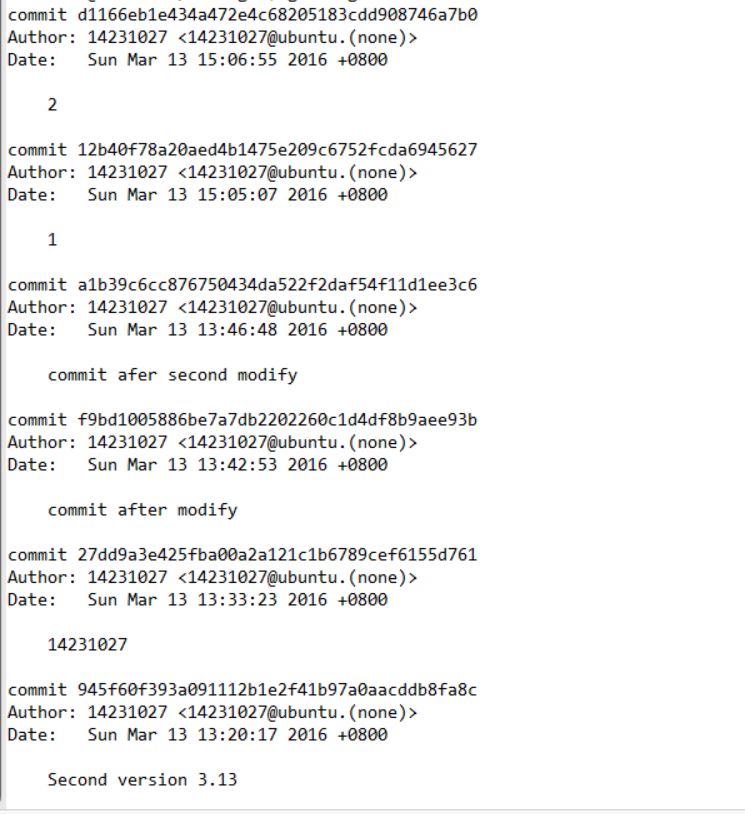 commit d1166eb1e434a472e4c68205183cdd908746a7b0
Author: 14231027 <14231027@ubuntu.(none)>
Date:   Sun Mar 13 15:06:55 2016 +0800
2
commit 12b40f78a20aed4b1475e209c6752fcda6945627
Author: 14231027 <14231027@ubuntu.(none)>
Date:   Sun Mar 13 15:05:07 2016 +0800
1
commit a1b39c6cc876750434da522f2daf54f11d1ee3c6
Author: 14231027 <14231027@ubuntu.(none)>
Date:   Sun Mar 13 13:46:48 2016 +0800
commit afer second modify
commit f9bd1005886be7a7db2202260c1d4df8b9aee93b
Author: 14231027 <14231027@ubuntu.(none)>
Date:   Sun Mar 13 13:42:53 2016 +0800
commit after modify
commit 27dd9a3e425fba00a2a121c1b6789cef6155d761
Author: 14231027 <14231027@ubuntu.(none)>
Date:   Sun Mar 13 13:33:23 2016 +0800
14231027
commit 945f60f393a091112b1e2f41b97a0aacddb8fa8c
Author: 14231027 <14231027@ubuntu.(none)>
Date:   Sun Mar 13 13:20:17 2016 +0800
Second version 3.13